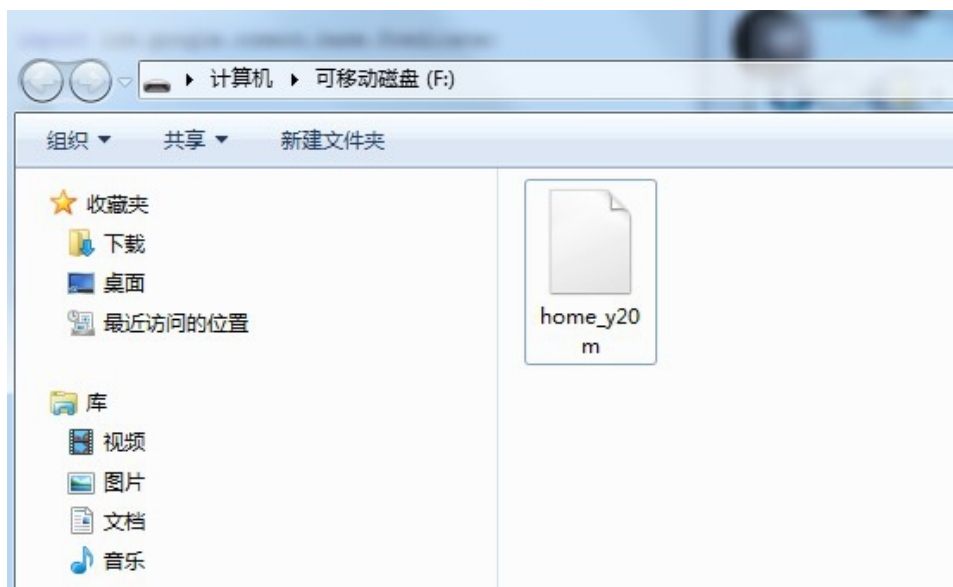 计算机 可移动磁盘 (F:)
组织 共享 新建文件夹
收藏夹
下载
桌面
最近访问的位置
库
视频
图片
文档
音乐
home_y20
m